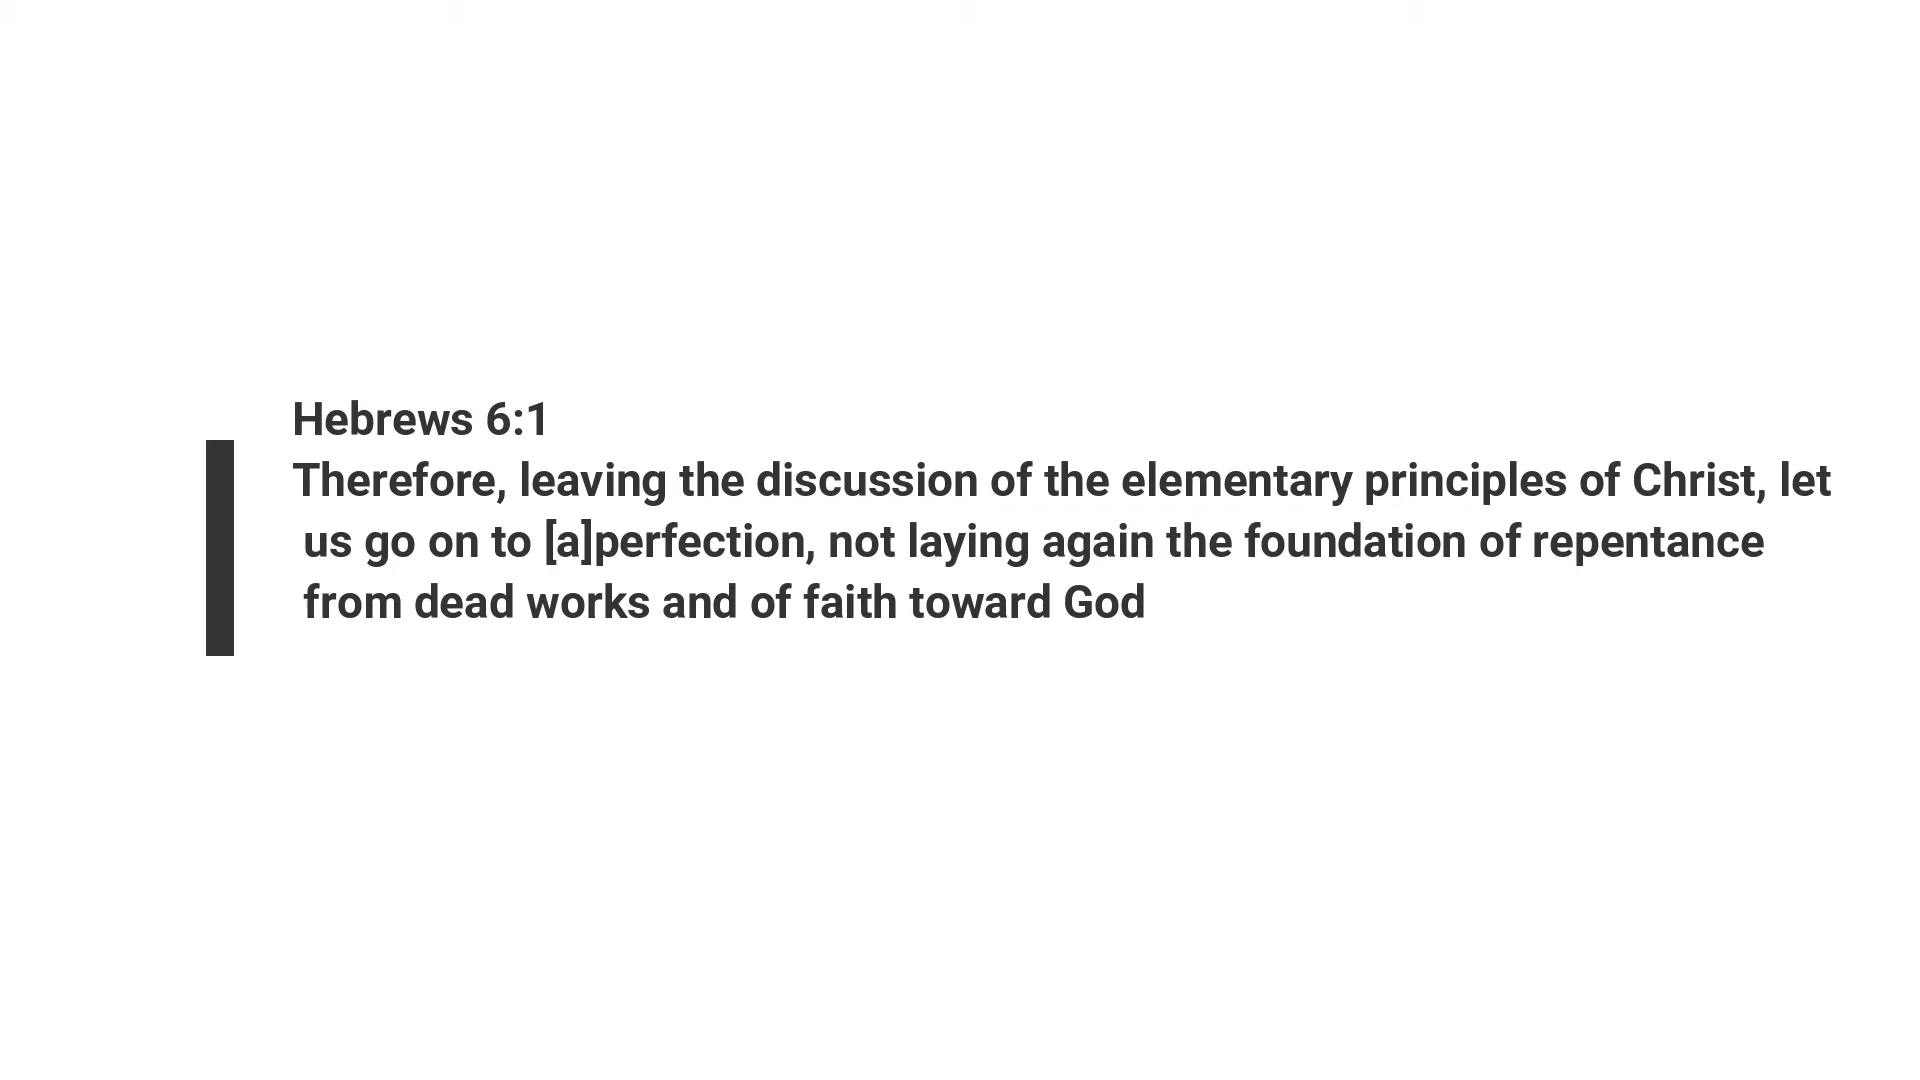 Hebrews 6:1
Therefore, leaving the discussion of the elementary principles of Christ, let
us go on to [a]perfection, not laying again the foundation of repentance
from dead works and of faith toward God